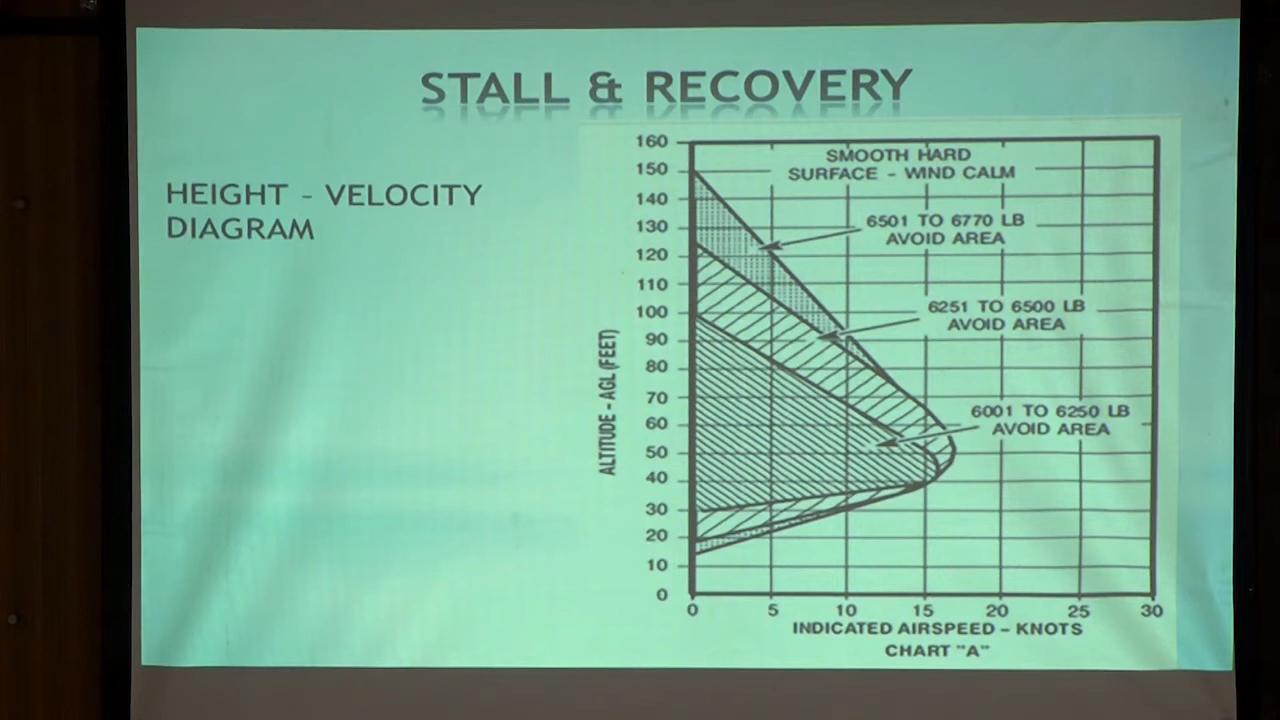 STALL & RECOVERY
HEIGHT - VELOCITY
DIAGRAM
160
150
140
130
120
110
100
90
80
70
60
50
40
30
20
10
0
ALTITUDE - AGL (FEET)
SMOOTH HARD
SURFACE - WIND CALM
6501 TO 6770 LB
AVOID AREA
6251 TO 6500 LB
AVOID AREA
6001 TO 6250 LB
AVOID AREA
0 5 10 15 20 25 30
INDICATED AIRSPEED - KNOTS
CHART "A"